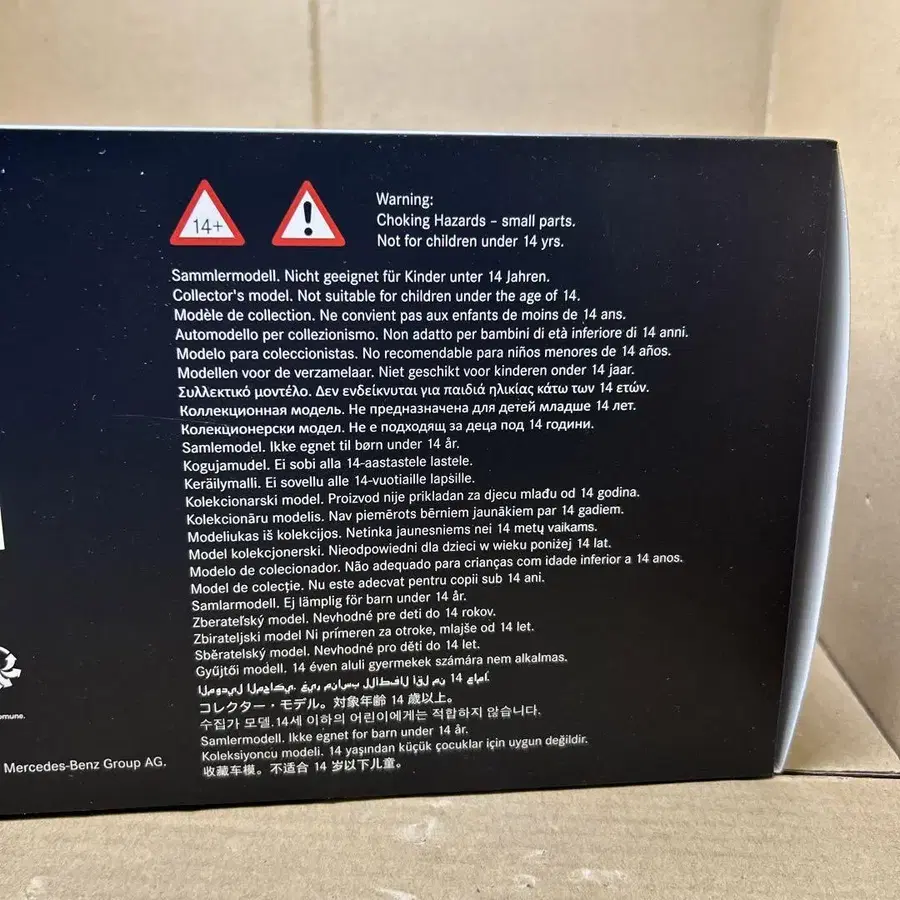 14+
Warning:
Choking Hazards - small parts.
Not for children under 14 yrs.
Sammlermodell. Nicht geeignet für Kinder unter 14 Jahren.
Collector's model. Not suitable for children under the age of 14.
Modèle de collection. Ne convient pas aux enfants de moins de 14 ans.
Automodello per collezionismo. Non adatto per bambini di età inferiore di 14 anni.
Modelo para coleccionistas. No recomendable para niños menores de 14 años.
Modellen voor de verzamelaar. Niet geschikt voor kinderen onder 14 jaar.
Συλλεκτικό μοντέλο. Δεν ενδείκνυται για παιδιά ηλικίας κάτω των 14 ετών.
Коллекционная модель. Не предназначена для детей младше 14 лет.
Колекционерски модел. Не е подходящ за деца под 14 години.
Samlemodel. Ikke egnet til børn under 14 år.
Kogujamudel. Ei sobi alla 14-aastastele lastele.
Keräilymalli. Ei sovellu alle 14-vuotiaille lapsille.
Kolekcionarski model. Proizvod nije prikladan za djecu mlađu od 14 godina.
Kolekcionāru modelis. Nav piemērots bērniem jaunākiem par 14 gadiem.
Modeliukas iš kolekcijos. Netinka jaunesniems nei 14 metų vaikams.
Model kolekcjonerski. Nieodpowiedni dla dzieci w wieku poniżej 14 lat.
Modelo de colecionador. Não adequado para crianças com idade inferior a 14 anos.
Model de colecție. Nu este adecvat pentru copii sub 14 ani.
Samlarmodell. Ej lämplig för barn under 14 år.
Zberateľský model. Nevhodné pre deti do 14 rokov.
Zbirateljski model Ni primeren za otroke, mlajše od 14 let.
Sběratelský model. Nevhodné pro děti do 14 let.
Gyűjtői modell. 14 éven aluli gyermekek számára nem alkalmas.
14
コレクター・モデル。対象年齢 14 歳以上。
수집가 모델. 14세 이하의 어린이에게는 적합하지 않습니다.
Samlermodell. Ikke egnet for barn under 14 år.
Koleksiyoncu modeli. 14 yaşından küçük çocuklar için uygun değildir.
收藏车模。不适合 14 岁以下儿童。
Mercedes-Benz Group AG.